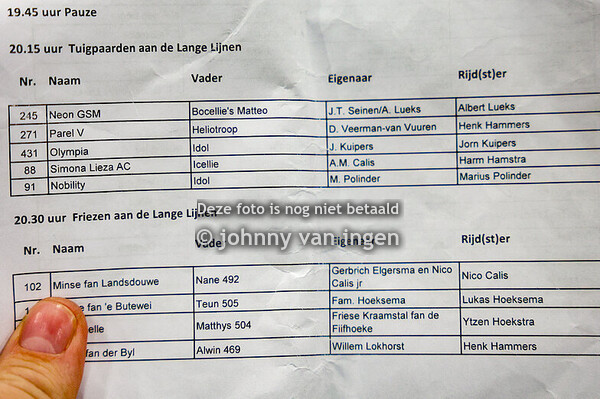 19.45 uur Pauze
20.15 uur Tuigpaarden aan de Lange Lijnen
Nr. Naam Vader Eigenaar Rijd(st)er
245 Neon GSM Bocellie's Matteo J.T. Seinen/A. Lueks Albert Lueks
271 Parel V Heliotroop D. Veerman-van Vuuren Henk Hammers
431 Olympia Idol J. Kuipers Jorn Kuipers
88 Simona Lieza AC Icellie A.M. Calis Harm Hamstra
91 Nobility Idol M. Polinder Marius Polinder
Deze foto is nog niet betaald
20.30 uur Friezen aan de Lange Lijnen
© johnny van ingen
Nr. Naam Vader Eigenaar Rijd(st)er
102 Minse fan Landsdouwe Nane 492 Gerbrich Elgersma en Nico Calis jr Nico Calis
fan 'e Butewei Teun 505 Fam. Hoeksema Lukas Hoeksema
Matthys 504 Friese Kraamstal fan de Fiifhoeke Ytzen Hoekstra
fan der Byl Alwin 469 Willem Lokhorst Henk Hammers